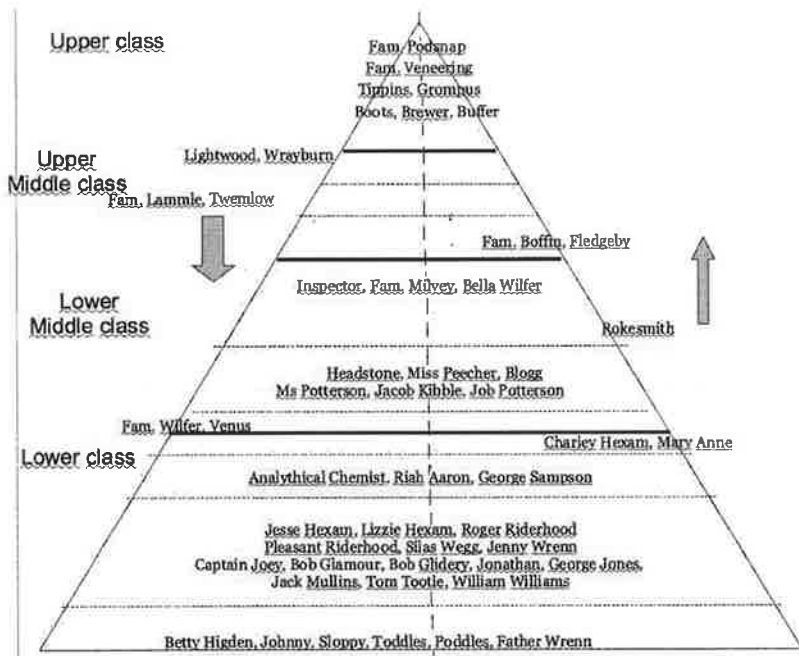 Upper class
Fam, Podsnap
Fam, Veneering
Tippins, Grompus
Boots, Brewer, Buffer
Lightwood, Wrayburn
Upper
Middle class
Fam, Lammle, Twemlow
Fam, Boffin, Fledgeby
Inspector, Fam, Milvey, Bella Wilfer
Lower
Middle class
Rokesmith
Headstone, Miss Peecher, Blogg
Ms Potterson, Jacob Kibble, Job Potterson
Fam, Wilfer, Venus
Charley Hexam, Mary Anne
Lower class
Analythical Chemist, Riah Aaron, George Sampson
Jesse Hexam, Lizzie Hexam, Roger Riderhood
Pleasant Riderhood, Silas Wegg, Jenny Wrenn
Captain Joey, Bob Glamour, Bob Glidery, Jonathan, George Jones,
Jack Mullins, Tom Tootle, William Williams
Betty Higden, Johnny, Sloppy, Toddles, Poddles, Father Wrenn